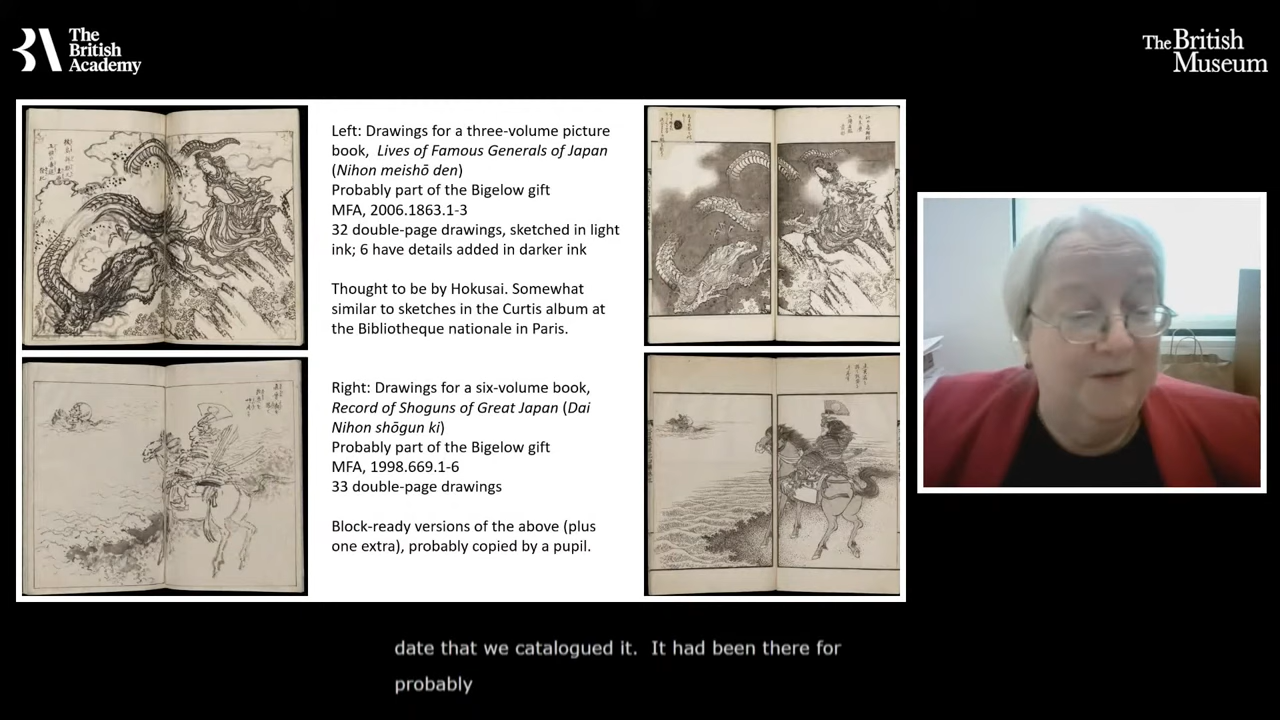 The
British
Academy
The British
Museum
Left: Drawings for a three-volume picture
book, Lives of Famous Generals of Japan
(Nihon meishō den)
Probably part of the Bigelow gift
MFA, 2006.1863.1-3
32 double-page drawings, sketched in light
ink; 6 have details added in darker ink
Thought to be by Hokusai. Somewhat
similar to sketches in the Curtis album at
the Bibliotheque nationale in Paris.
Right: Drawings for a six-volume book,
Record of Shoguns of Great Japan (Dai
Nihon shōgun ki)
Probably part of the Bigelow gift
MFA, 1998.669.1-6
33 double-page drawings
Block-ready versions of the above (plus
one extra), probably copied by a pupil.
date that we catalogued it. It had been there for
probably